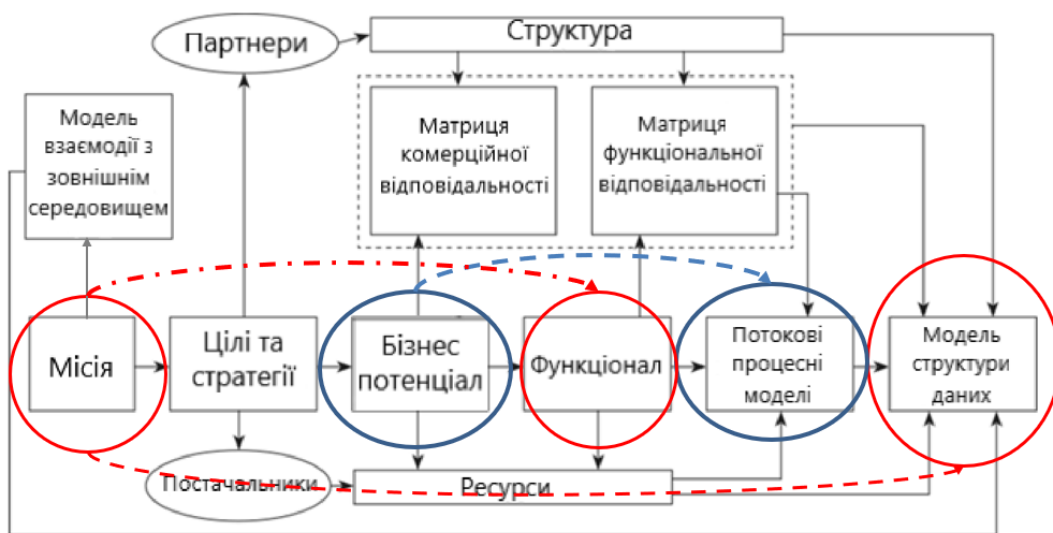 Партнери
Структура
Модель
взаємодії з
зовнішнім
середовищем
Матриця
комерційної
відповідальності
Матриця
функціональної
відповідальності
Місія
Цілі та
стратегії
Бізнес
потенціал
Функціонал
Потокові
процесні
моделі
Модель
структури
даних
Постачальники
Ресурси